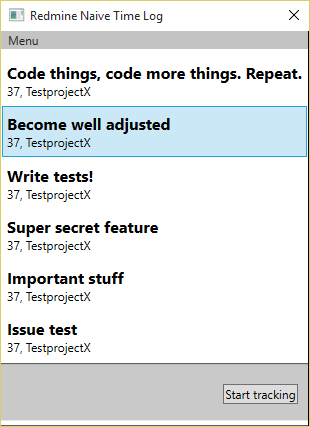 Redmine Naive Time Log
Menu
Code things, code more things. Repeat.
37, TestprojectX
Become well adjusted
37, TestprojectX
Write tests!
37, TestprojectX
Super secret feature
37, TestprojectX
Important stuff
37, TestprojectX
Issue test
37, TestprojectX
Start tracking